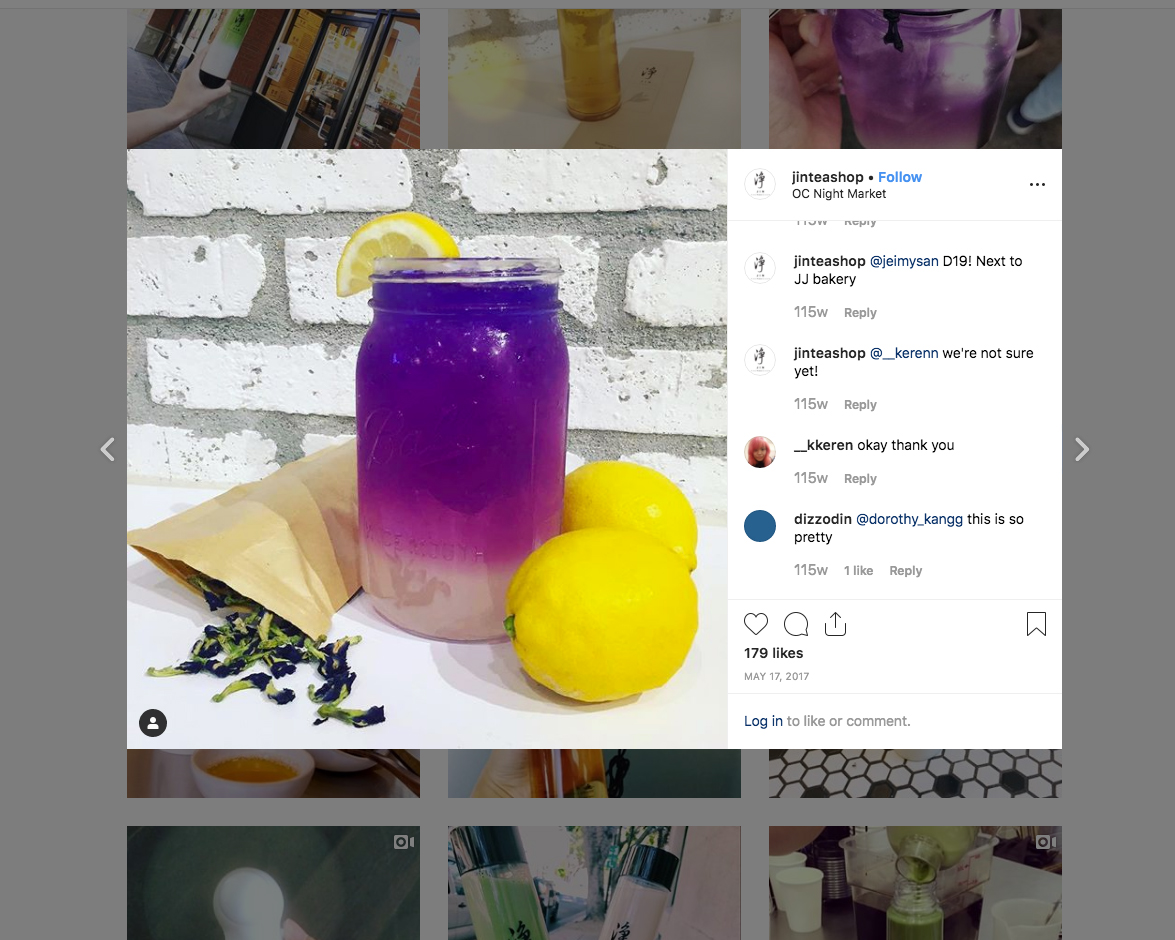 jinteashop • Follow
OC Night Market
115w Reply
jinteashop @jeimysan D19! Next to
JJ bakery
115w Reply
jinteashop @__kerenn we're not sure
yet!
115w Reply
__kkeren okay thank you
115w Reply
dizzodin @dorothy_kangg this is so
pretty
115w 1 like Reply
179 likes
MAY 17, 2017
Log in to like or comment.